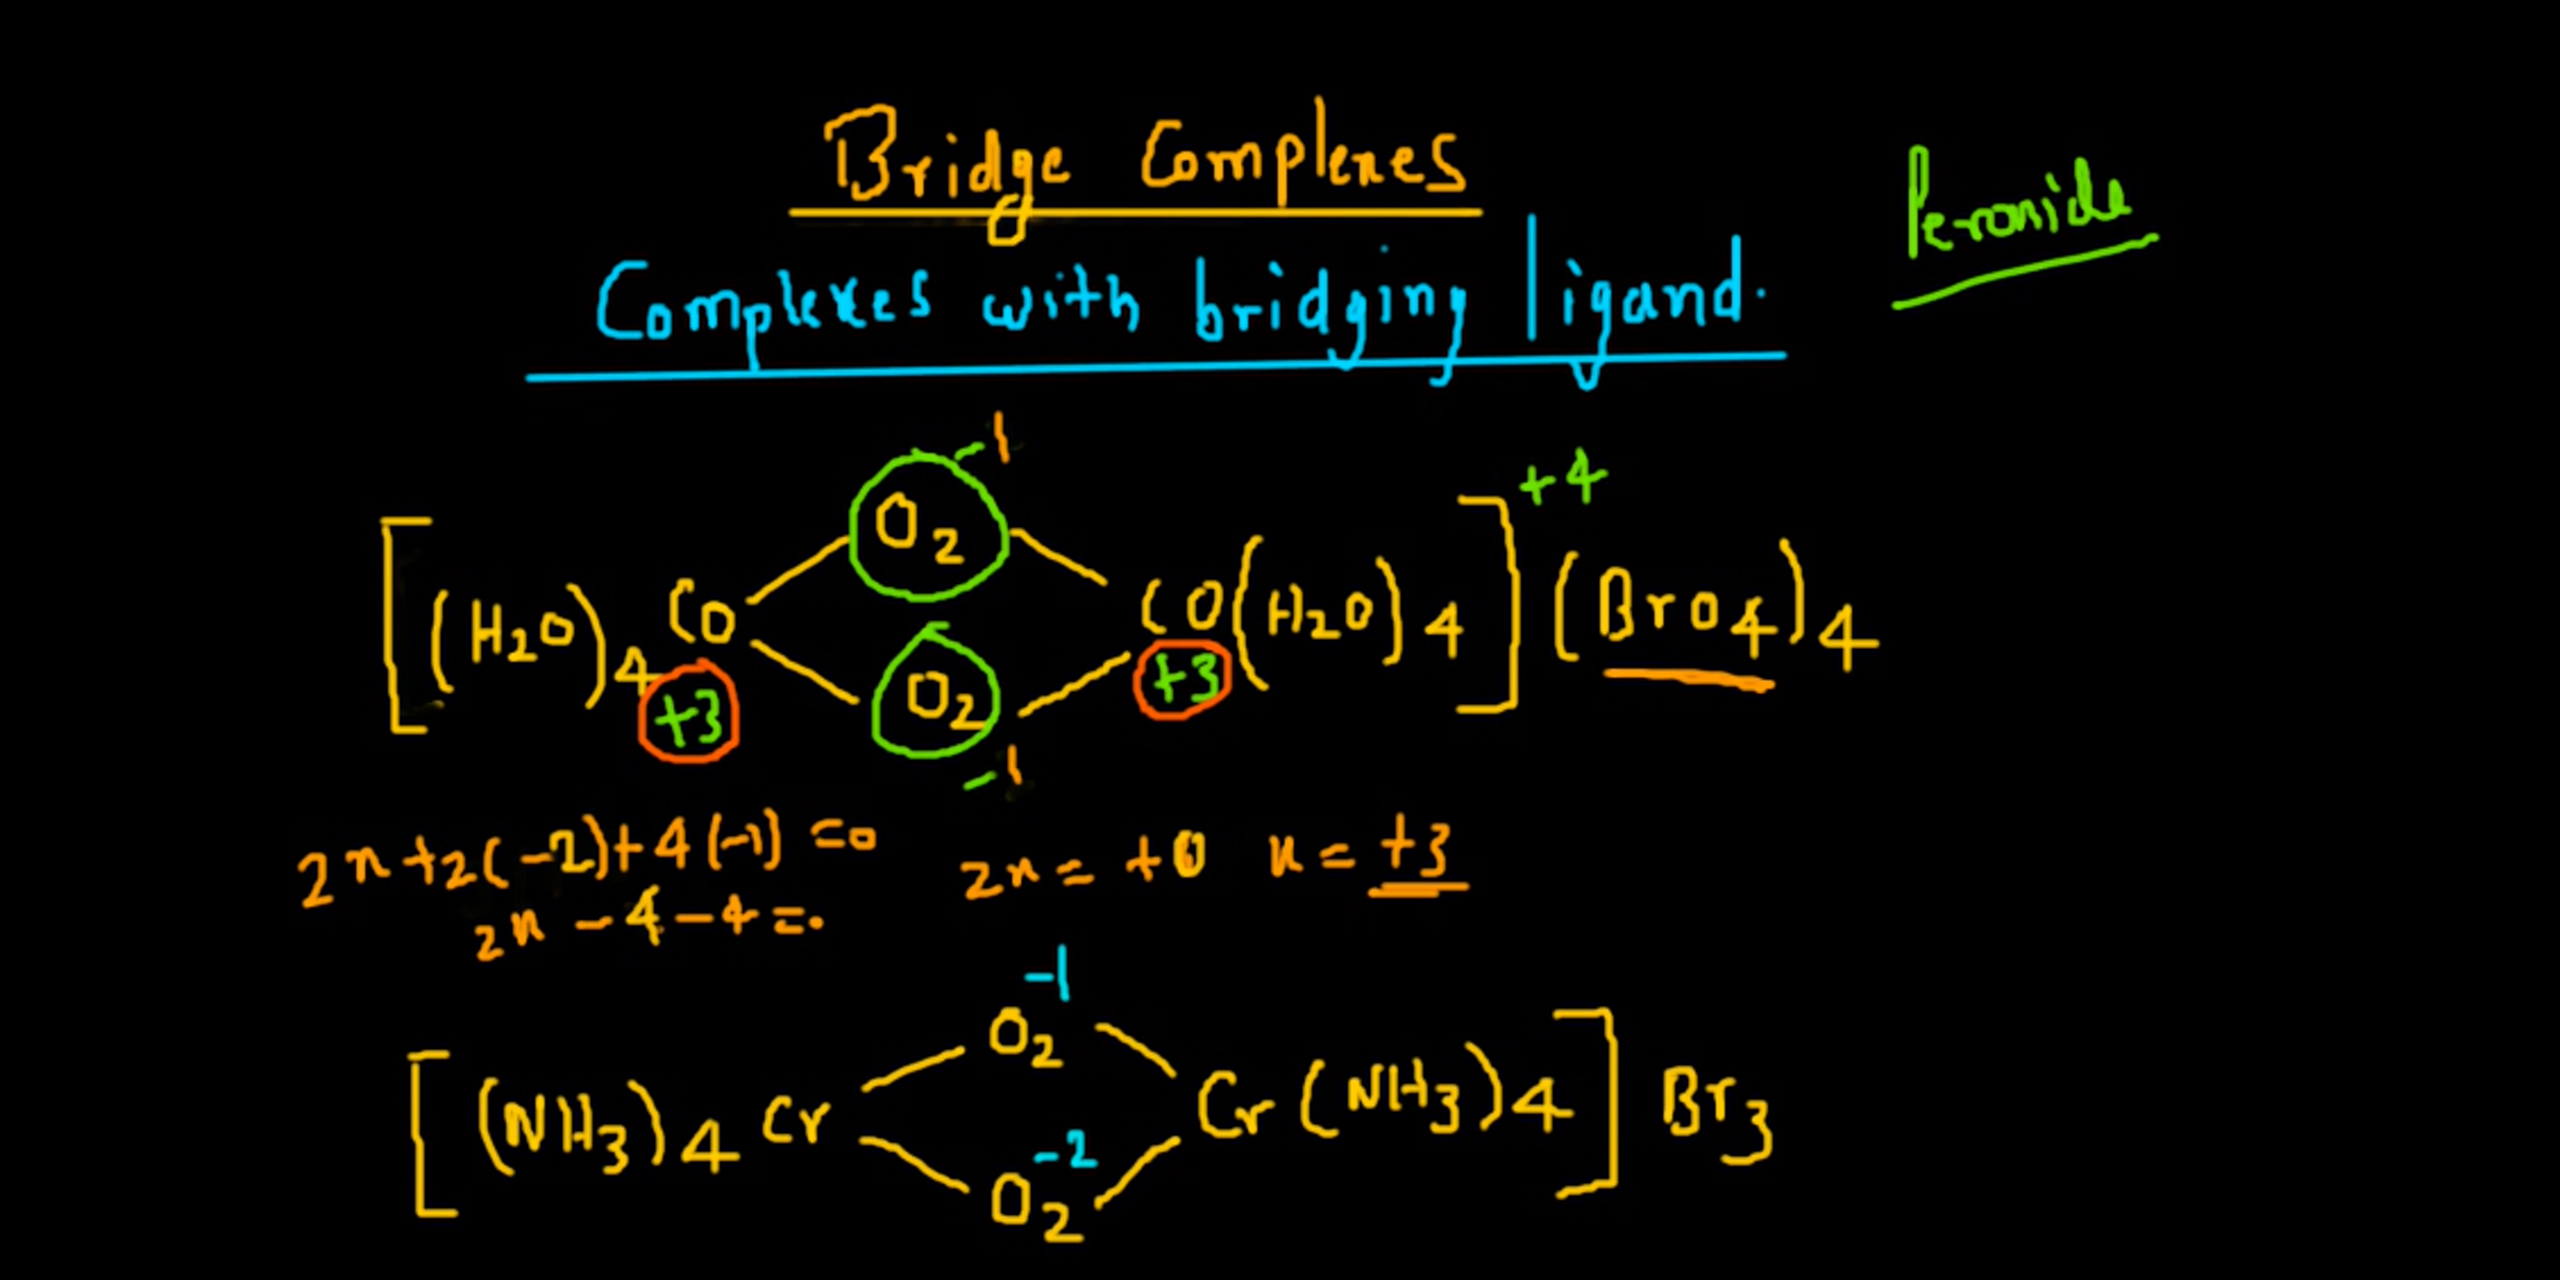 Bridge Complexes
Peroxide
Complexes with bridging ligand.
[(H2O)4 Co O2 -1 O2 -1 CO(H2O)4]+4 (BrO4)4
+3 +3
2x+2(-2)+4(-1)=0 2x=+0 x=+3
2x-4-4=0
[(NH3)4 Cr O2 -1 O2 -2 Cr(NH3)4] Br3